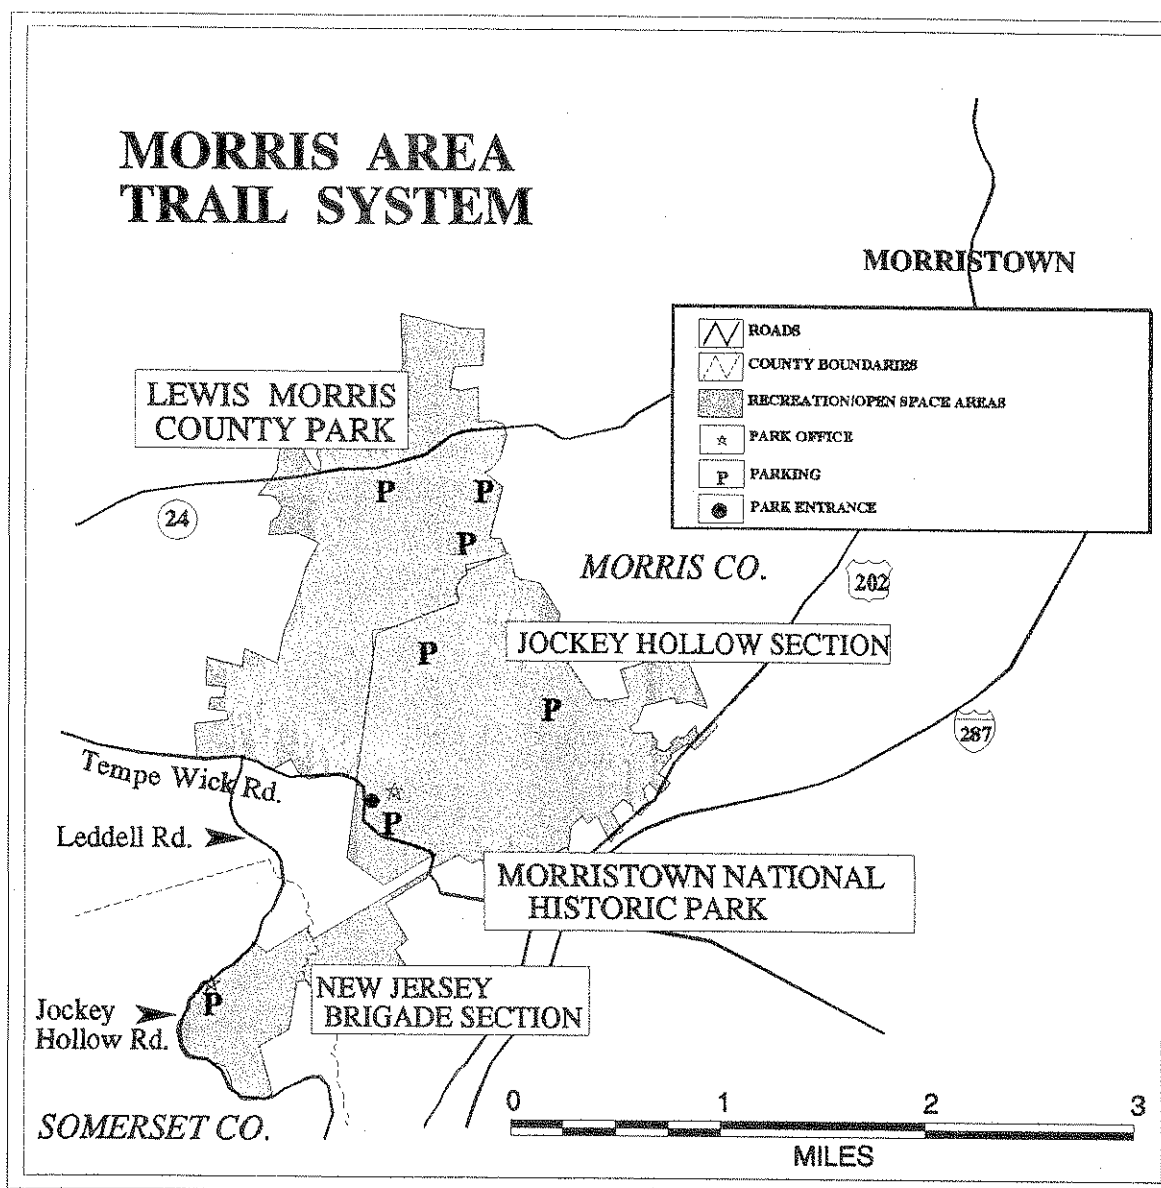 MORRIS AREA
TRAIL SYSTEM
MORRISTOWN
ROADS
COUNTY BOUNDARIES
RECREATION/OPEN SPACE AREAS
PARK OFFICE
P PARKING
PARK ENTRANCE
LEWIS MORRIS
COUNTY PARK
P
P
24
P
MORRIS CO.
202
JOCKEY HOLLOW SECTION
P
P
287
Tempe Wick Rd.
P
Leddell Rd.
MORRISTOWN NATIONAL
HISTORIC PARK
NEW JERSEY
BRIGADE SECTION
P
Jockey
Hollow Rd.
SOMERSET CO.
0 1 2 3
MILES